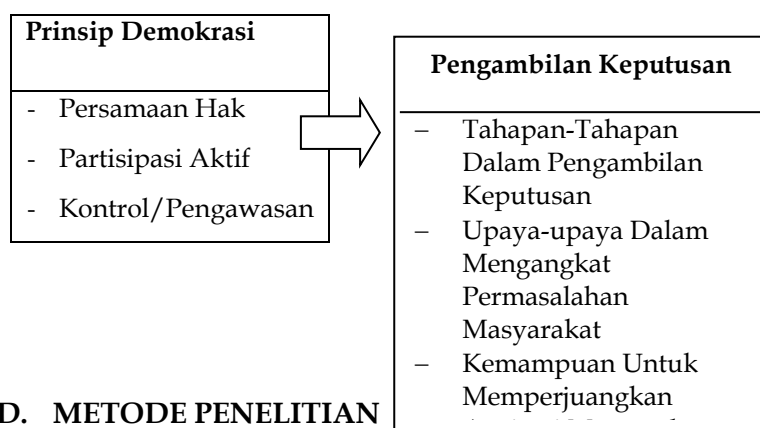 Prinsip Demokrasi
- Persamaan Hak
- Partisipasi Aktif
- Kontrol/Pengawasan
Pengambilan Keputusan
– Tahapan-Tahapan
Dalam Pengambilan
Keputusan
– Upaya-upaya Dalam
Mengangkat
Permasalahan
Masyarakat
– Kemampuan Untuk
Memperjuangkan
D. METODE PENELITIAN